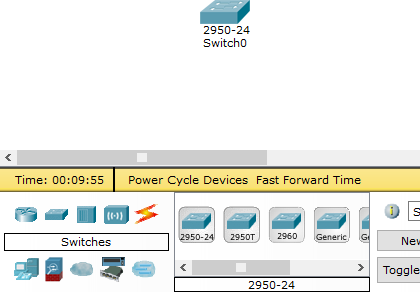 2950-24
Switch0
Time: 00:09:55
Power Cycle Devices Fast Forward Time
2950-24
2950T
2960
Generic
Ge
S
Switches
New
Toggle
2950-24